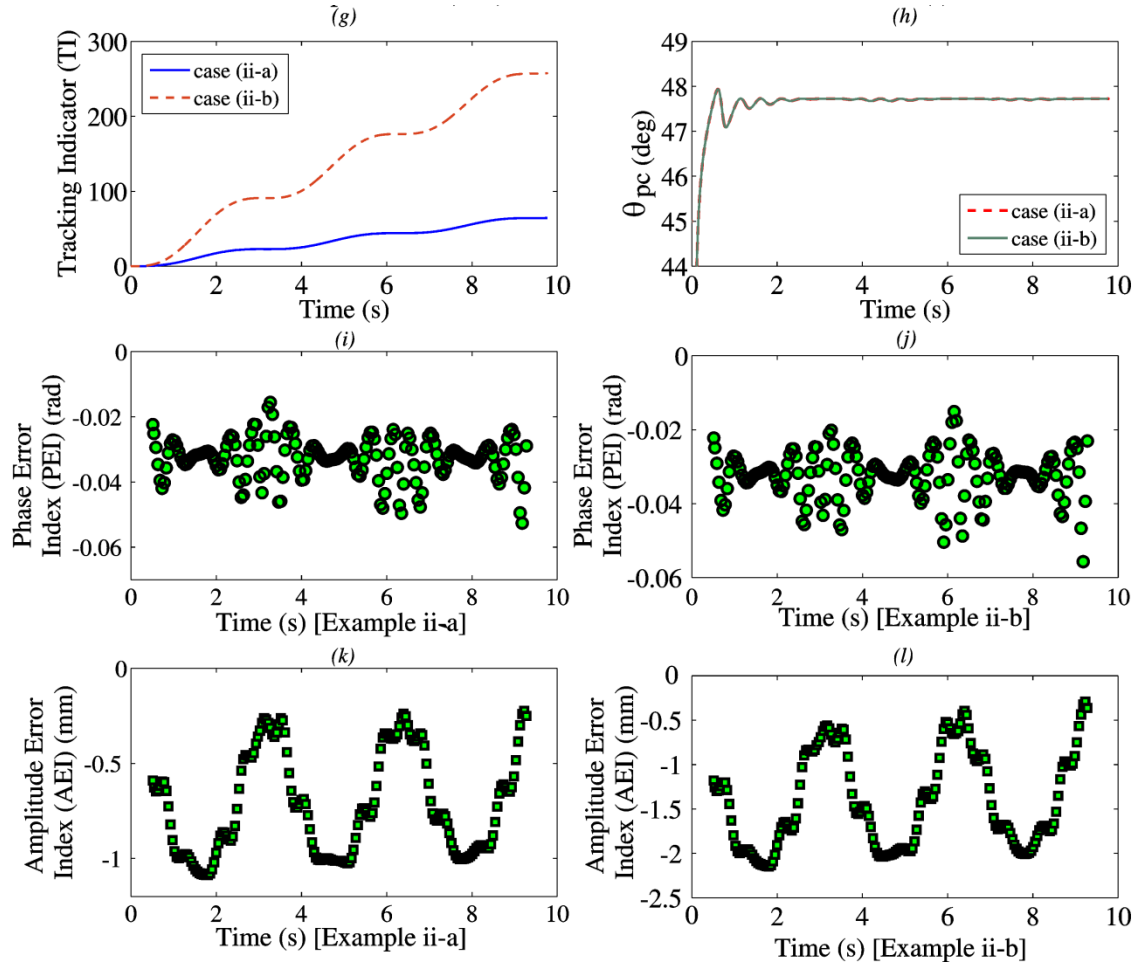 (g)
300
200
100
0
Tracking Indicator (TI)
case (ii-a)
case (ii-b)
0 2 4 6 8 10
Time (s)
(h)
49
48
47
46
45
44
θpc (deg)
case (ii-a)
case (ii-b)
0 2 4 6 8 10
Time (s)
(i)
0
-0.02
-0.04
-0.06
Phase Error
Index (PEI) (rad)
0 2 4 6 8 10
Time (s) [Example ii-a]
(j)
0
-0.02
-0.04
-0.06
Phase Error
Index (PEI) (rad)
0 2 4 6 8 10
Time (s) [Example ii-b]
(k)
0
-0.5
-1
Amplitude Error
Index (AEI) (mm)
0 2 4 6 8 10
Time (s) [Example ii-a]
(l)
0
-0.5
-1
-1.5
-2
-2.5
Amplitude Error
Index (AEI) (mm)
0 2 4 6 8 10
Time (s) [Example ii-b]